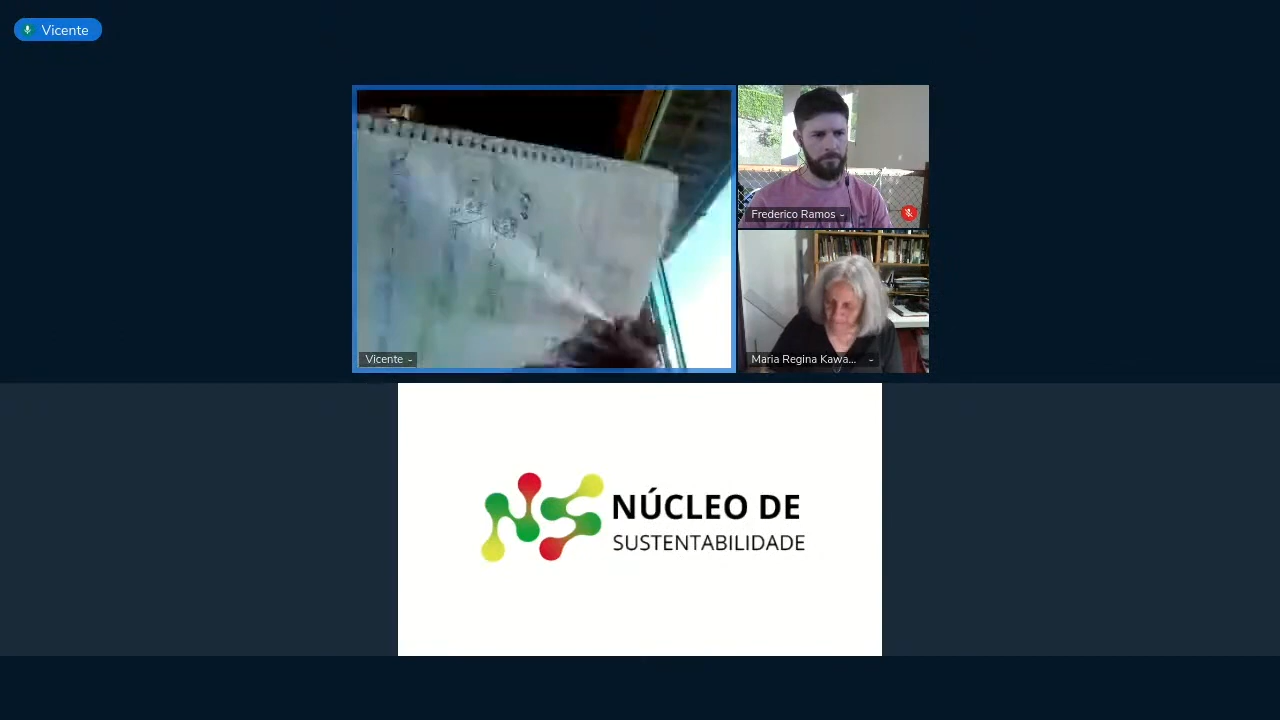 Vicente
Frederico Ramos
Vicente
Maria Regina Kawa...
NÚCLEO DE
SUSTENTABILIDADE